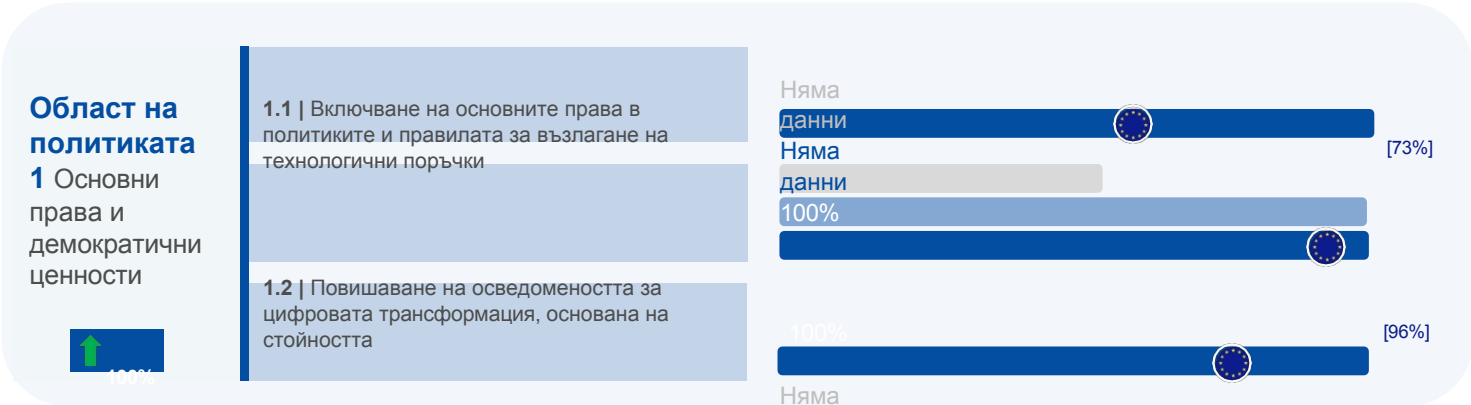 Област на
политиката
1 Основни
права и
демократични
ценности
100%
1.1 | Включване на основните права в
политиките и правилата за възлагане на
технологични поръчки
1.2 | Повишаване на осведомеността за
цифровата трансформация, основана на
стойността
Няма
данни
[73%]
Няма
данни
100%
100%
[96%]
Няма